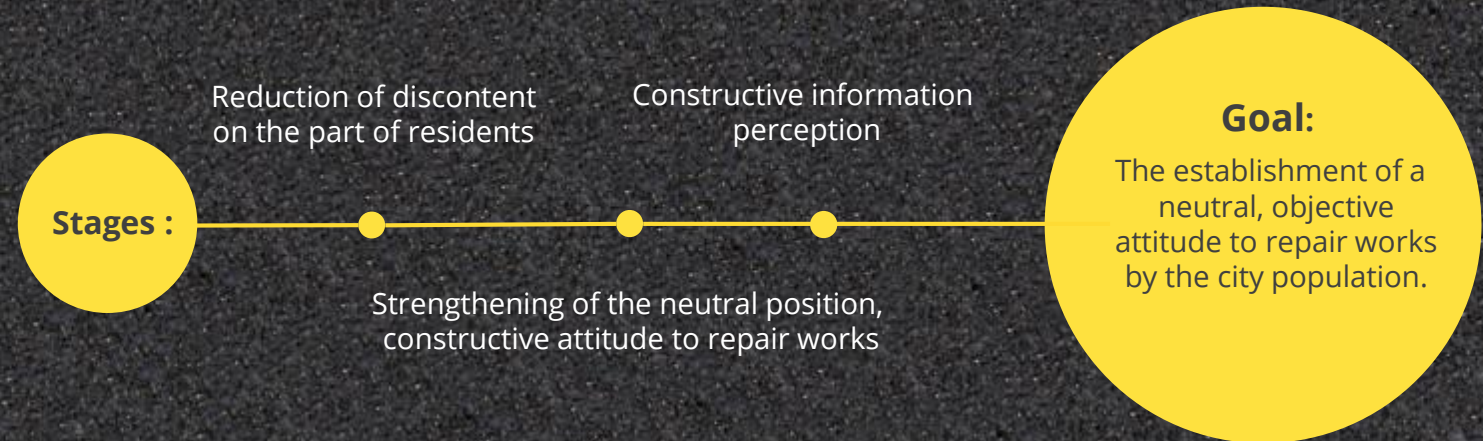 Stages :
Reduction of discontent
on the part of residents
Strengthening of the neutral position,
constructive attitude to repair works
Constructive information
perception
Goal:
The establishment of a
neutral, objective
attitude to repair works
by the city population.